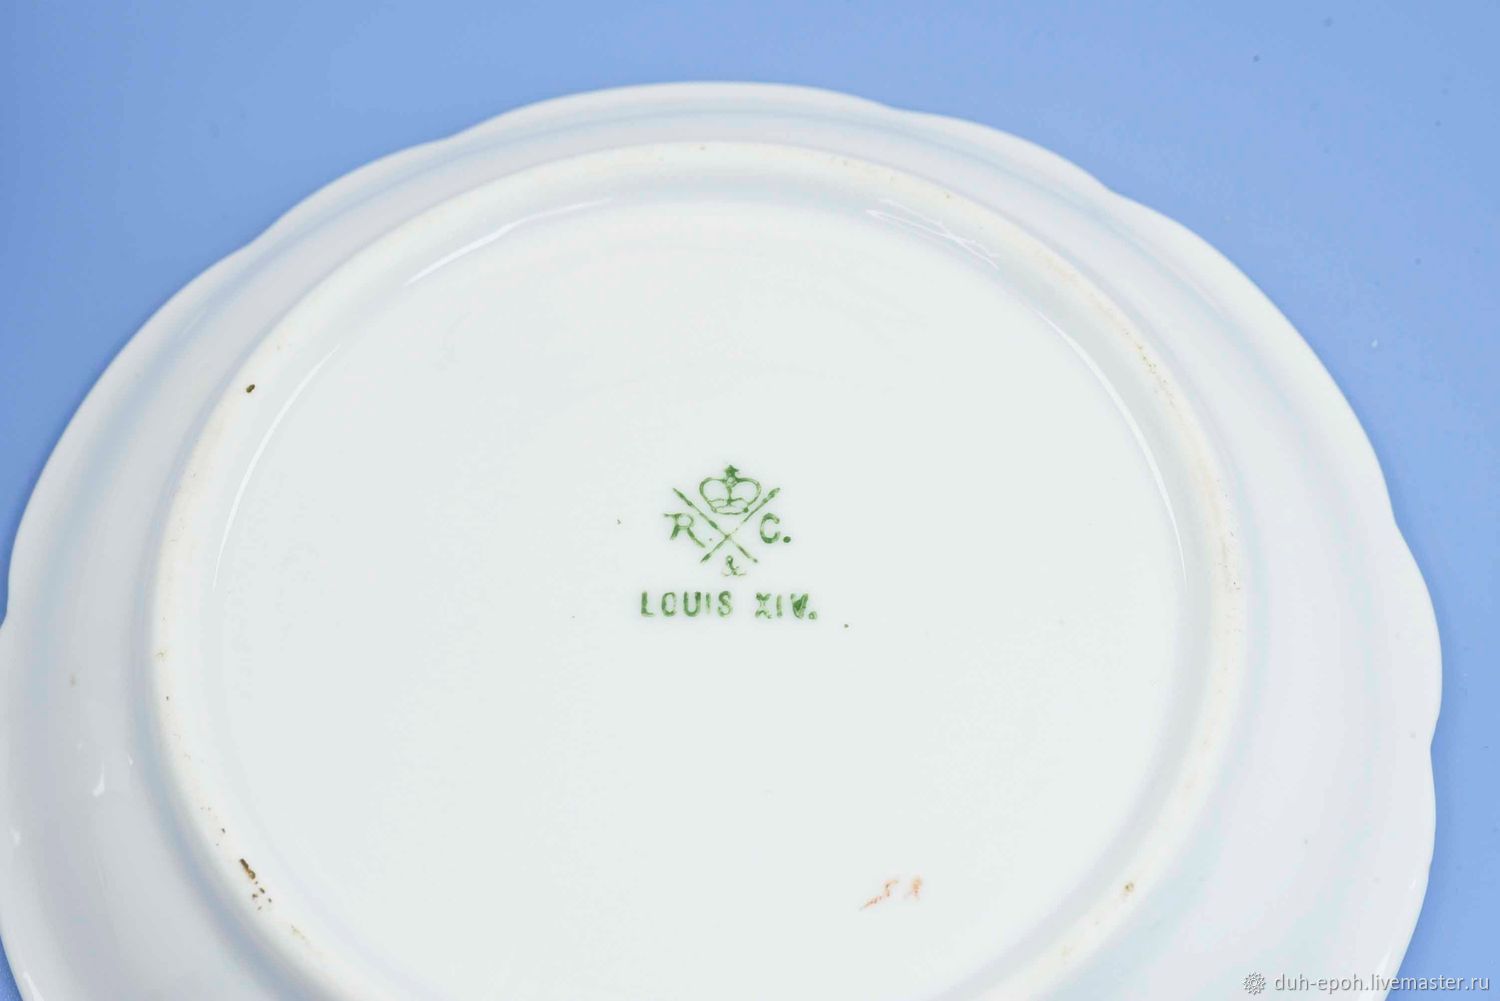 R & C.
LOUIS XIV.
duh-epoh.livemaster.ru